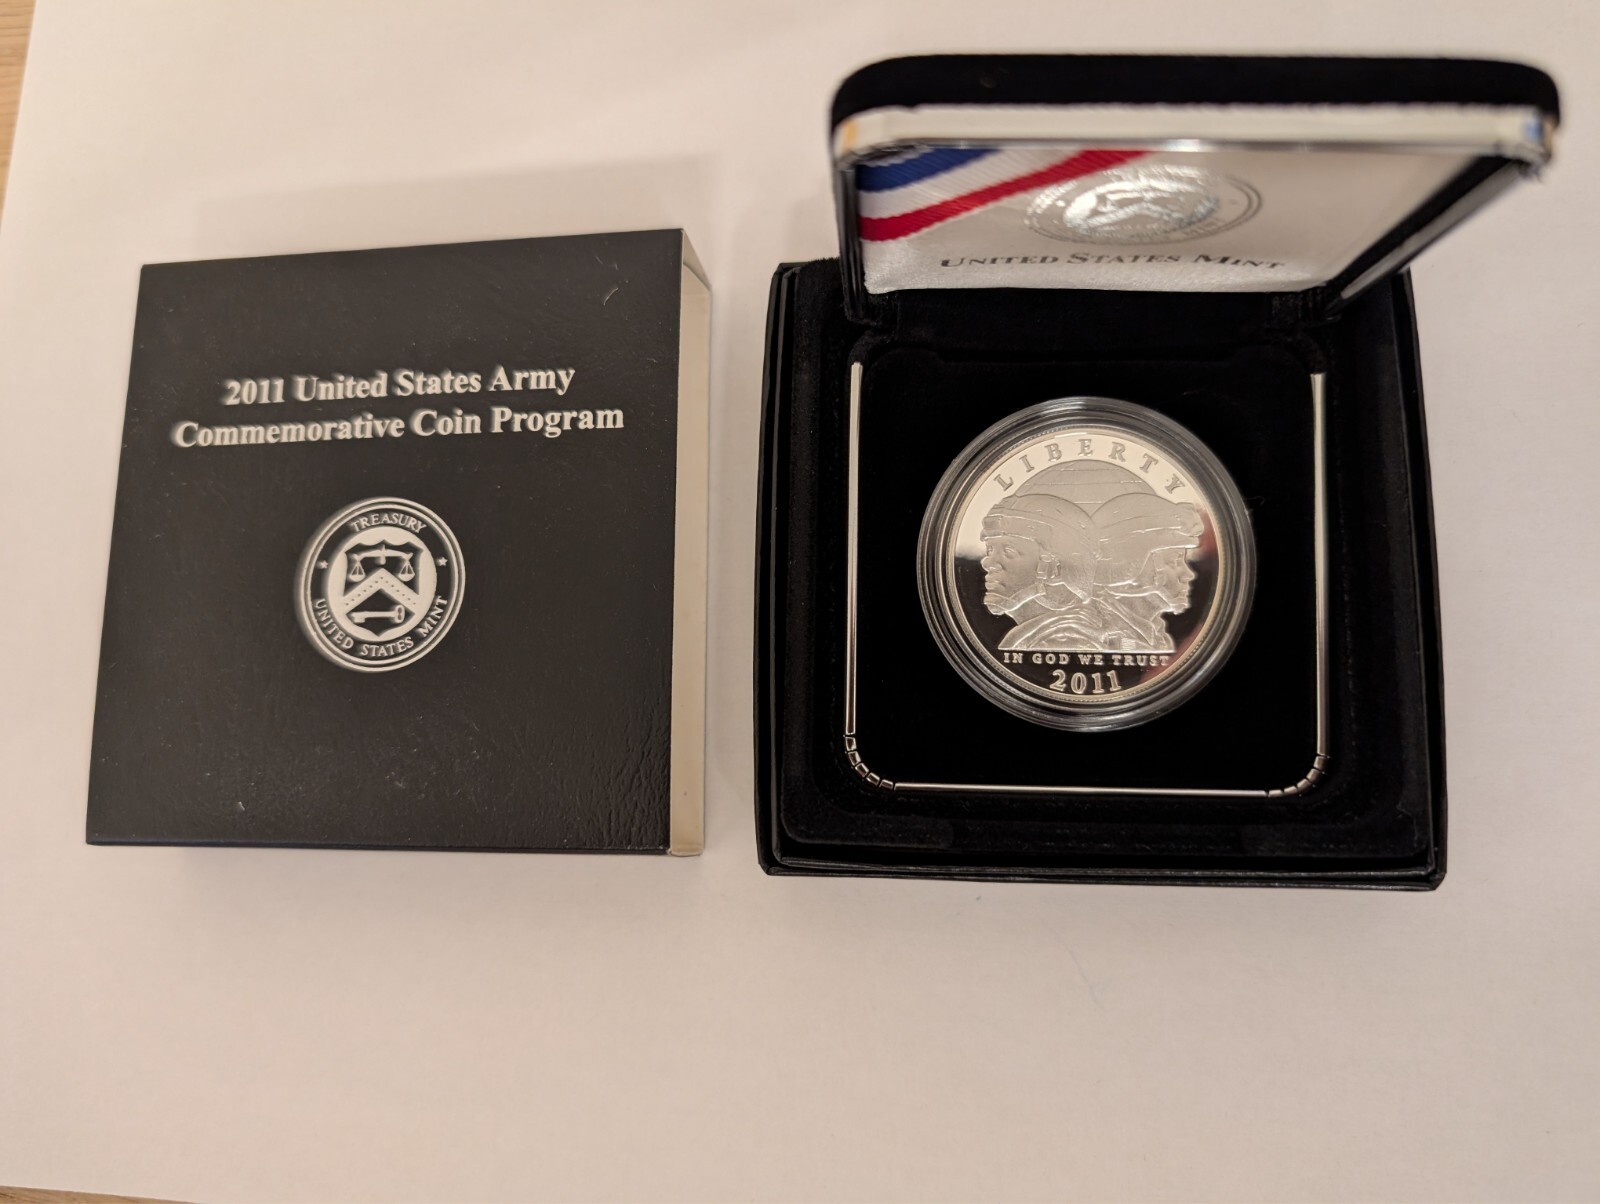 2011 United States Army
Commemorative Coin Program
TREASURY
UNITED STATES MINT
UNITED STATES MINT
LIBERTY
IN GOD WE TRUST
2011